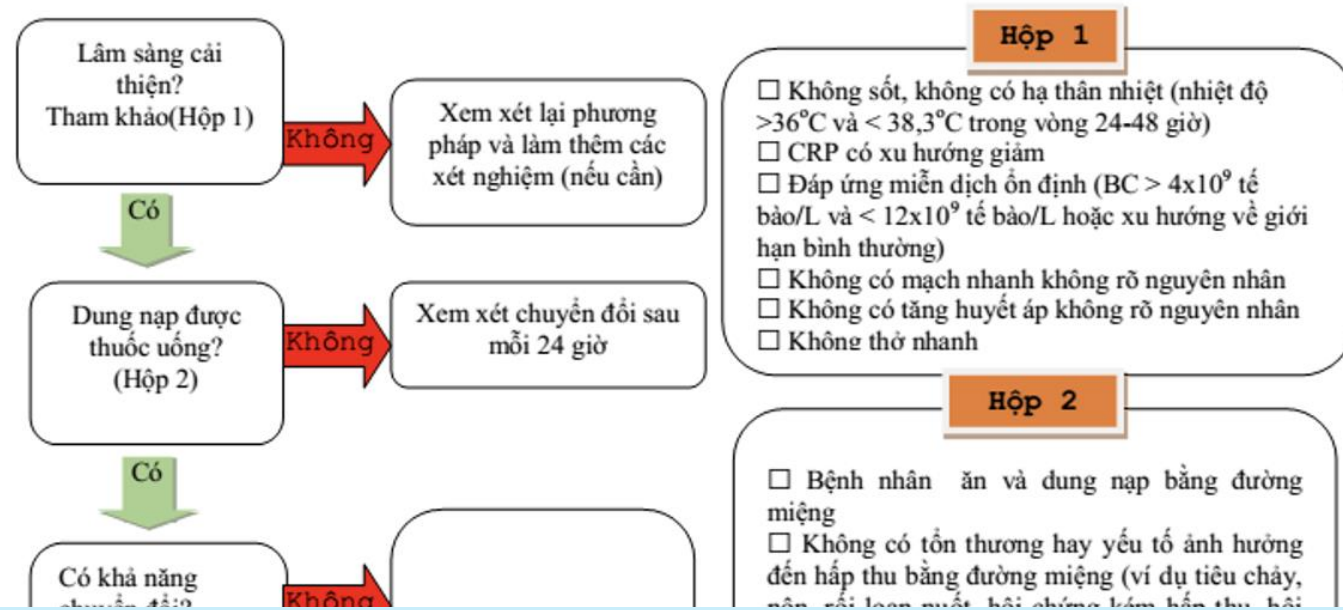 Lâm sàng cải
thiện?
Tham khảo(Hộp 1)
Không
Xem xét lại phương
pháp và làm thêm các
xét nghiệm (nếu cần)
Có
Dung nạp được
thuốc uống?
(Hộp 2)
Không
Xem xét chuyển đổi sau
mỗi 24 giờ
Có
Có khả năng
Không
Hộp 1
☐ Không sốt, không có hạ thân nhiệt (nhiệt độ
>36°C và < 38,3°C trong vòng 24-48 giờ)
☐ CRP có xu hướng giảm
☐ Đáp ứng miễn dịch ổn định (BC > 4x10⁹ tế
bào/L và < 12x10⁹ tế bào/L hoặc xu hướng về giới
hạn bình thường)
☐ Không có mạch nhanh không rõ nguyên nhân
☐ Không có tăng huyết áp không rõ nguyên nhân
☐ Không thở nhanh
Hộp 2
☐ Bệnh nhân ăn và dung nạp bằng đường
miệng
☐ Không có tổn thương hay yếu tố ảnh hưởng
đến hấp thu bằng đường miệng (ví dụ tiêu chảy,